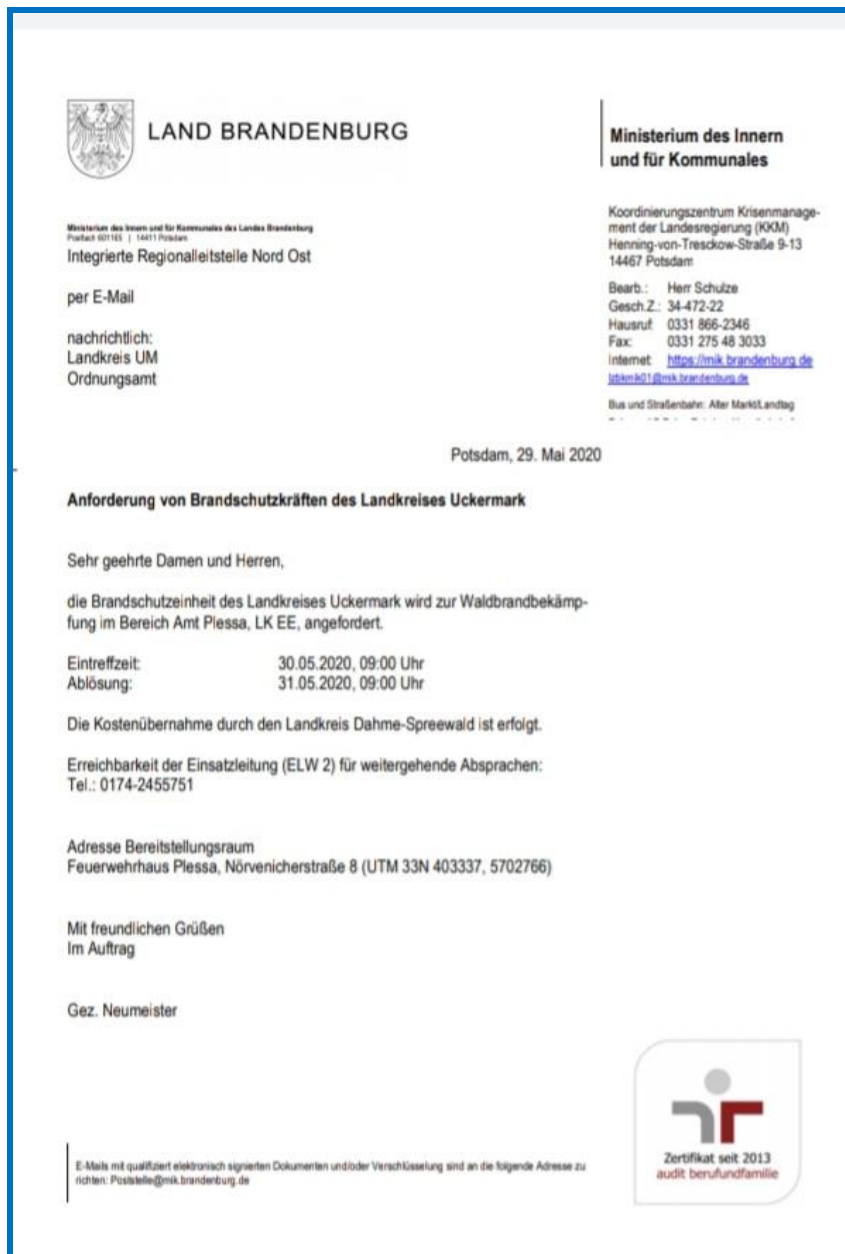 LAND BRANDENBURG
Ministerium des Innern
und für Kommunales
Ministerium des Innern und für Kommunales des Landes Brandenburg
Postfach 601165 | 14411 Potsdam
Integrierte Regionalleitstelle Nord Ost
per E-Mail
nachrichtlich:
Landkreis UM
Ordnungsamt
Koordinierungszentrum Krisenmanage-
ment der Landesregierung (KKM)
Henning-von-Tresckow-Straße 9-13
14467 Potsdam
Bearb.: Herr Schulze
Gesch.Z.: 34-472-22
Hausruf: 0331 866-2346
Fax: 0331 275 48 3033
Internet: https://mik.brandenburg.de
Bus und Straßenbahn: Alter Markt/Landtag
Potsdam, 29. Mai 2020
Anforderung von Brandschutzkräften des Landkreises Uckermark
Sehr geehrte Damen und Herren,
die Brandschutzeinheit des Landkreises Uckermark wird zur Waldbrandbekämp-
fung im Bereich Amt Plessa, LK EE, angefordert.
Eintreffzeit: 30.05.2020, 09:00 Uhr
Ablösung: 31.05.2020, 09:00 Uhr
Die Kostenübernahme durch den Landkreis Dahme-Spreewald ist erfolgt.
Erreichbarkeit der Einsatzleitung (ELW 2) für weitergehende Absprachen:
Tel.: 0174-2455751
Adresse Bereitstellungsraum
Feuerwehrhaus Plessa, Nörvenicherstraße 8 (UTM 33N 403337, 5702766)
Mit freundlichen Grüßen
Im Auftrag
Gez. Neumeister
E-Mails mit qualifiziert elektronisch signierten Dokumenten und/oder Verschlüsselung sind an die folgende Adresse zu
richten: Poststelle@mik.brandenburg.de
Zertifikat seit 2013
audit berufundfamilie